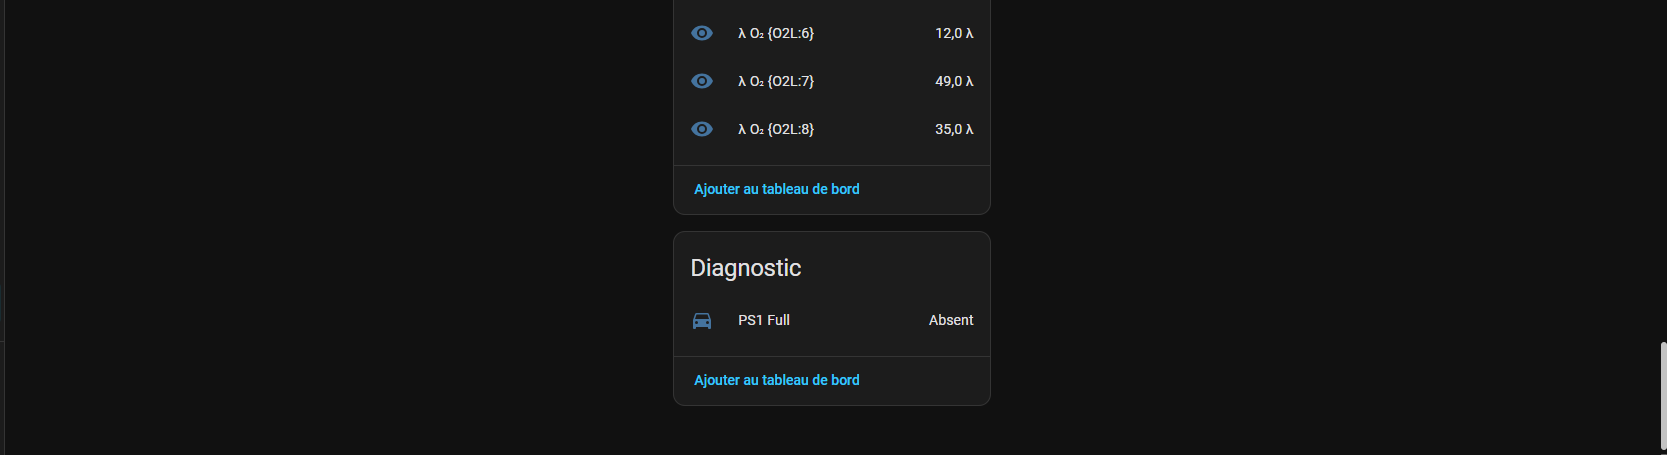 λ O₂ {O2L:6} 12,0 λ
λ O₂ {O2L:7} 49,0 λ
λ O₂ {O2L:8} 35,0 λ
Ajouter au tableau de bord
Diagnostic
PS1 Full Absent
Ajouter au tableau de bord